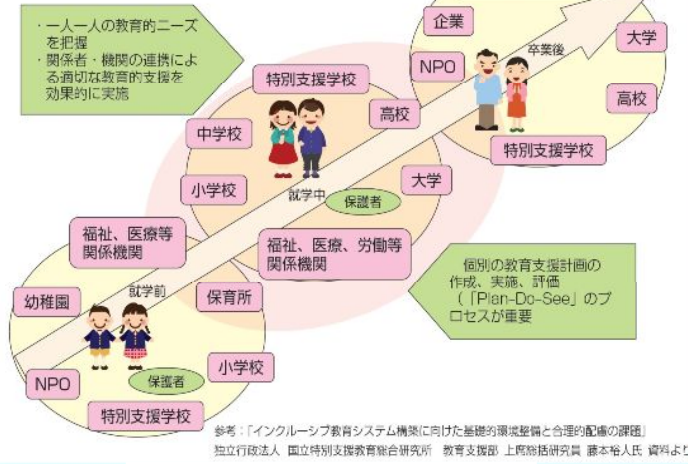 ・一人一人の教育的ニーズ
を把握
・関係者・機関の連携によ
る適切な教育的支援を
効果的に実施
企業
大学
卒業後
NPO
高校
特別支援学校
特別支援学校
高校
中学校
小学校
就学中
大学
保護者
福祉、医療、労働等
関係機関
福祉、医療等
関係機関
個別の教育支援計画の
作成、実施、評価
(「Plan-Do-See」のプ
ロセスが重要
幼稚園
就学前
保育所
小学校
NPO
保護者
特別支援学校
参考:「インクルーシブ教育システム構築に向けた基礎的環境整備と合理的配慮の課題」
独立行政法人 国立特別支援教育総合研究所 教育支援部 上席総括研究員 藤本裕人氏 資料より